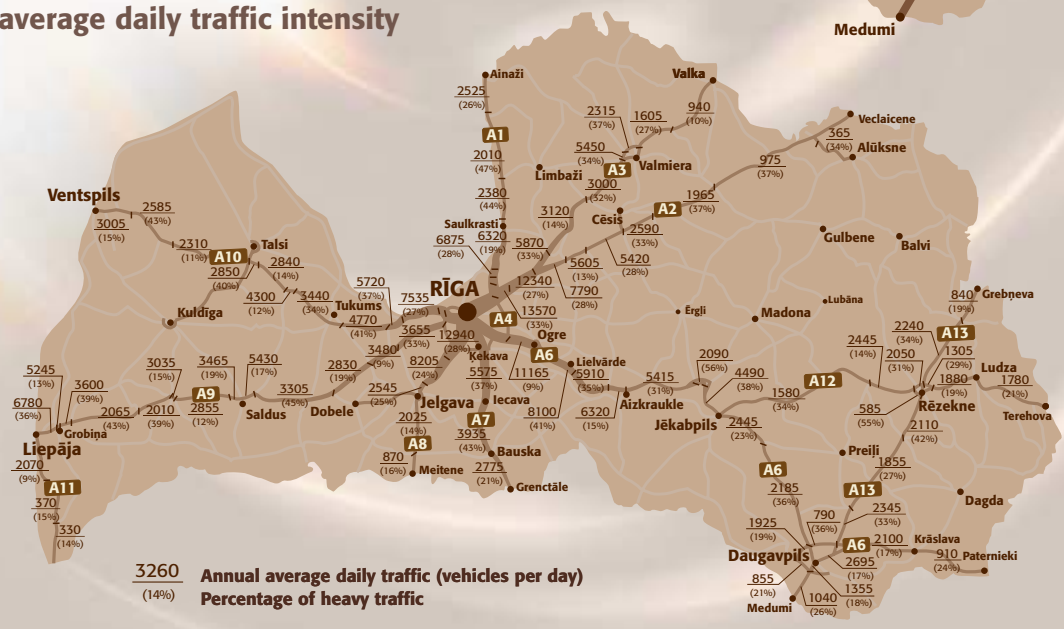 average daily traffic intensity
Medumi
Ainaži
2525
(26%)
A1
2010
(47%)
2380
(44%)
Saulkrasti
6320
(19%)
6875
(28%)
Limbaži
Valka
940
(10%)
1605
(27%)
2315
(37%)
5450
(34%)
Valmiera
A3
3000
(32%)
3120
(14%)
5870
(33%)
Veclaicene
365
(34%)
Alūksne
975
(37%)
1965
(37%)
A2
Cēsis
2590
(33%)
5420
(28%)
5605
(13%)
7790
(28%)
12340
(27%)
Gulbene
Balvi
Ventspils
3005
(15%)
2585
(43%)
2310
(11%)
A10
Talsi
2850
(40%)
2840
(14%)
4300
(12%)
3440
(34%)
Kuldīga
Tukums
5720
(37%)
4770
(41%)
7535
(27%)
RĪGA
13570
(33%)
A4
Ogre
A6
11165
(9%)
12940
(28%)
Ķekava
5575
(37%)
Iecava
A7
3935
(43%)
Bauska
2775
(21%)
Grenctāle
3655
(33%)
3480
(9%)
8205
(24%)
2830
(19%)
2545
(25%)
Jelgava
2025
(14%)
A8
870
(16%)
Meitene
Dobele
3305
(45%)
Saldus
5430
(17%)
3465
(19%)
A9
2855
(12%)
3035
(15%)
2010
(39%)
2065
(43%)
3600
(39%)
5245
(13%)
6780
(36%)
Grobiņa
Liepāja
2070
(9%)
A11
370
(15%)
330
(14%)
Ērgļi
Madona
Lubāna
Lielvārde
5910
(35%)
8100
(41%)
6320
(15%)
Aizkraukle
5415
(31%)
2090
(56%)
4490
(38%)
Jēkabpils
2445
(23%)
1580
(34%)
A12
2445
(14%)
2050
(31%)
2240
(34%)
840
(19%)
Grebņeva
A13
1305
(29%)
1880
(19%)
Ludza
1780
(21%)
Terehova
Rēzekne
585
(55%)
2110
(42%)
Preiļi
1855
(27%)
A13
2345
(33%)
A6
2185
(36%)
790
(36%)
1925
(19%)
Daugavpils
A6
2100
(17%)
Krāslava
910
(24%)
Paternieki
2695
(17%)
1355
(18%)
1040
(26%)
855
(21%)
Medumi
Dagda
3260
(14%)
Annual average daily traffic (vehicles per day)
Percentage of heavy traffic